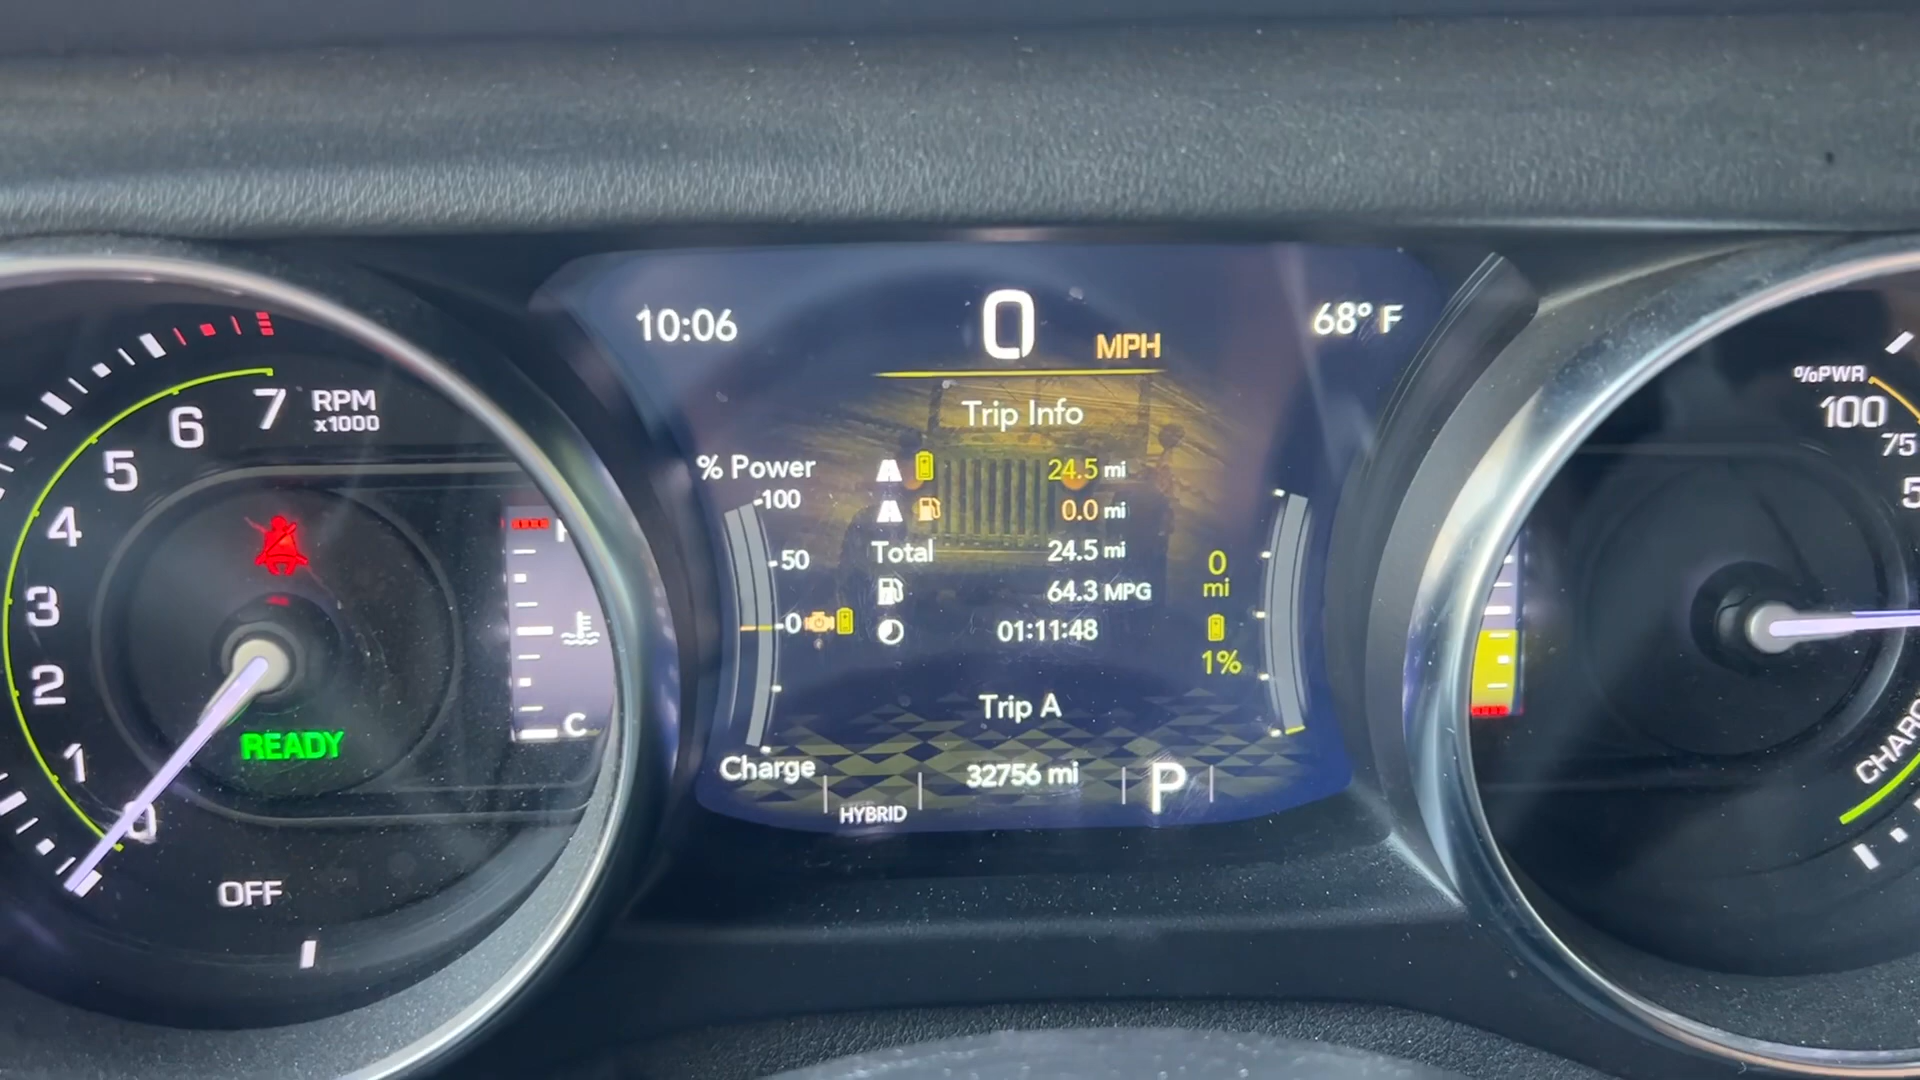 10:06
0 MPH
68° F
Trip Info
% Power
24.5 mi
-100
0.0 mi
-50
Total 24.5 mi
64.3 MPG
-0
01:11:48
0
mi
1%
Trip A
Charge
32756 mi
P
HYBRID
RPM
x1000
7
6
5
4
3
2
1
0
READY
OFF
C
%PWR
100
75